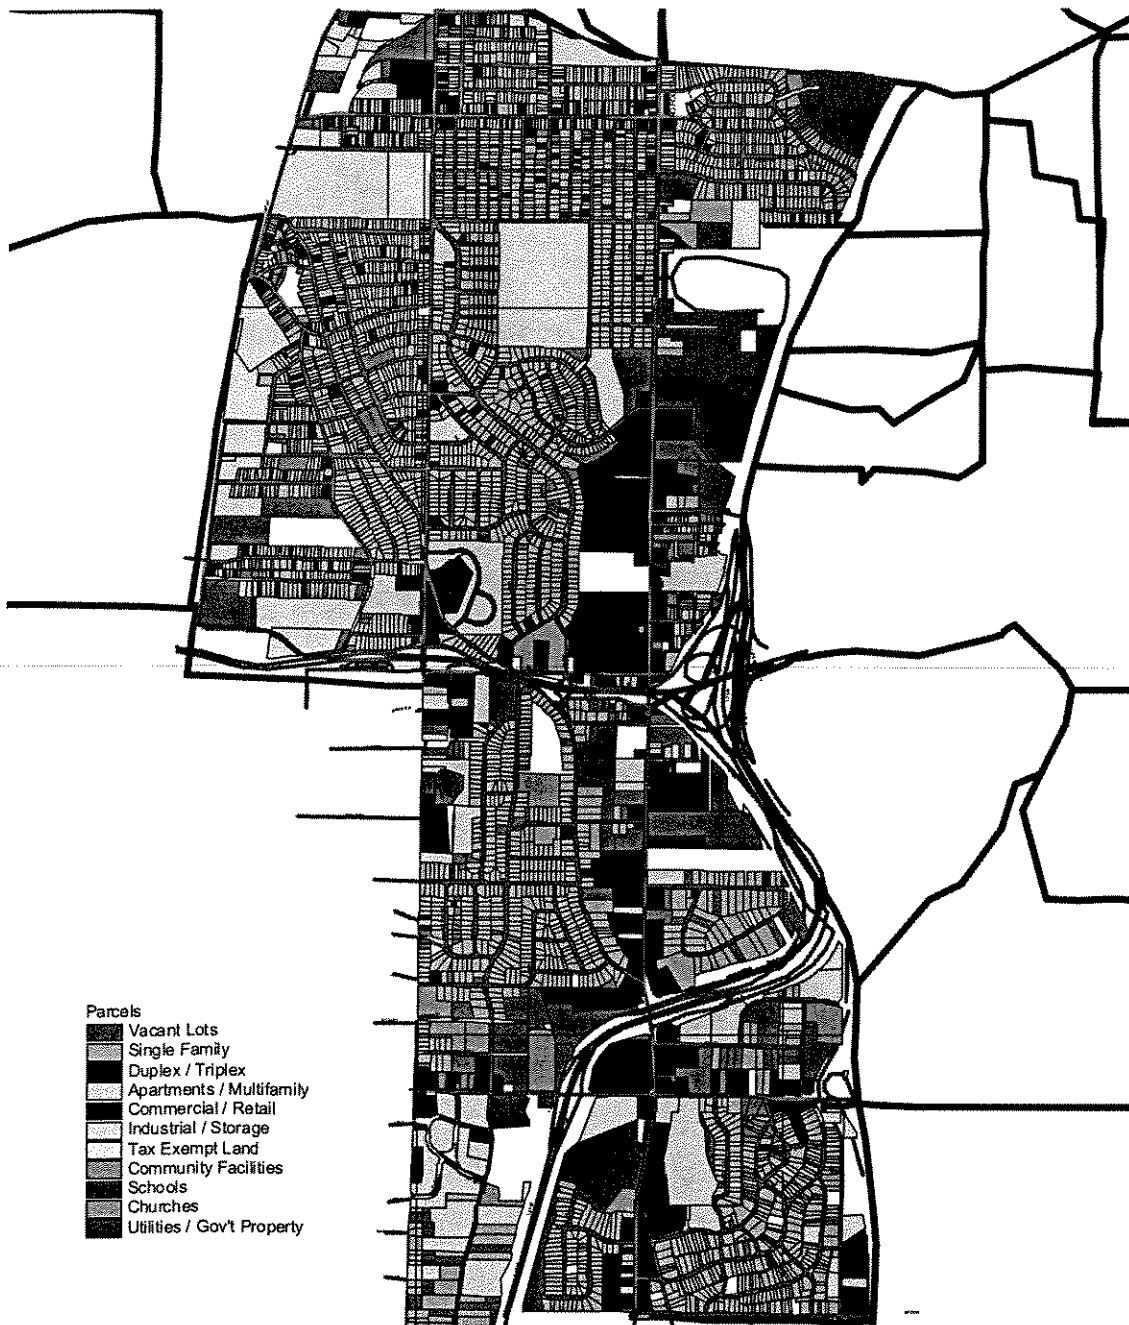 Parcels
Vacant Lots
Single Family
Duplex / Triplex
Apartments / Multifamily
Commercial / Retail
Industrial / Storage
Tax Exempt Land
Community Facilities
Schools
Churches
Utilities / Gov't Property